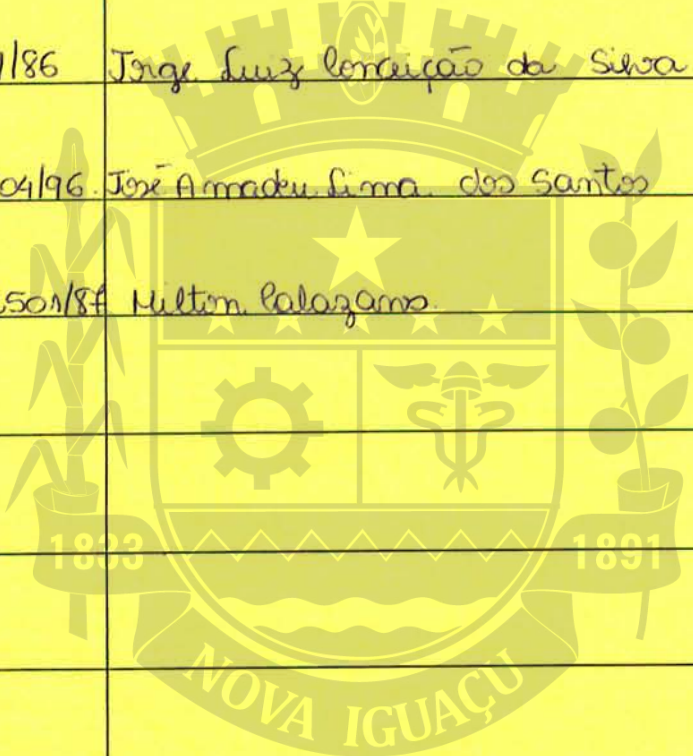 1/86 Jorge Luiz Conceição da Silva
04/96. José Amadeu Lima dos Santos
501/87 Milton Calazans.
1833 1891
NOVA IGUAÇU